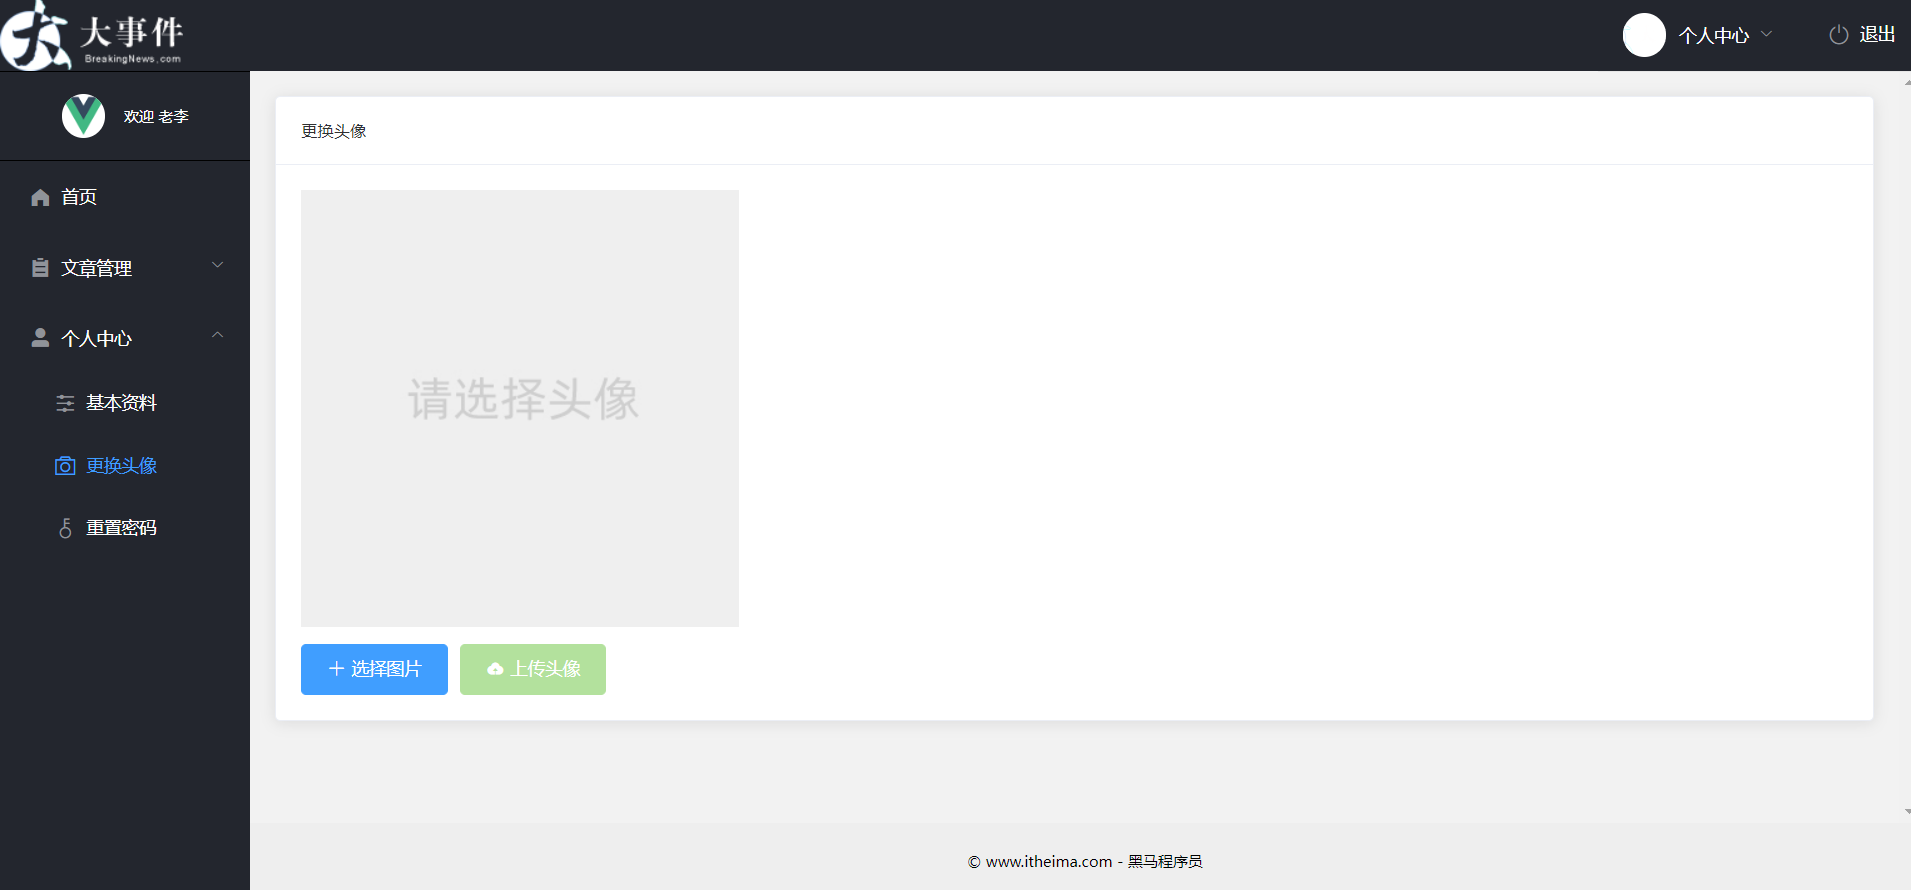 大事件
BreakingNews.com
个人中心
退出
欢迎 老李
首页
文章管理
个人中心
基本资料
更换头像
重置密码
更换头像
请选择头像
选择图片
上传头像
© www.itheima.com - 黑马程序员